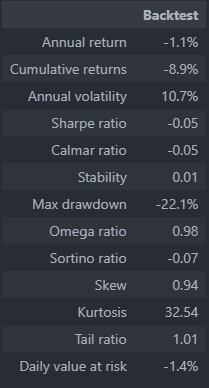 Backtest
Annual return -1.1%
Cumulative returns -8.9%
Annual volatility 10.7%
Sharpe ratio -0.05
Calmar ratio -0.05
Stability 0.01
Max drawdown -22.1%
Omega ratio 0.98
Sortino ratio -0.07
Skew 0.94
Kurtosis 32.54
Tail ratio 1.01
Daily value at risk -1.4%